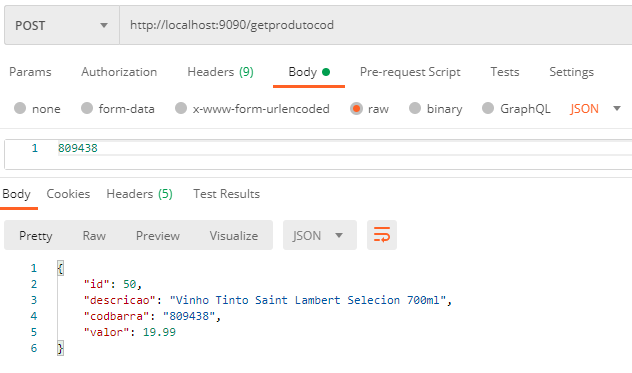 POST http://localhost:9090/getprodutocod
Params Authorization Headers (9) Body Pre-request Script Tests Settings
none form-data x-www-form-urlencoded raw binary GraphQL JSON
1 809438
Body Cookies Headers (5) Test Results
Pretty Raw Preview Visualize JSON
1 {
2 "id": 50,
3 "descricao": "Vinho Tinto Saint Lambert Selecion 700ml",
4 "codbarra": "809438",
5 "valor": 19.99
6 }